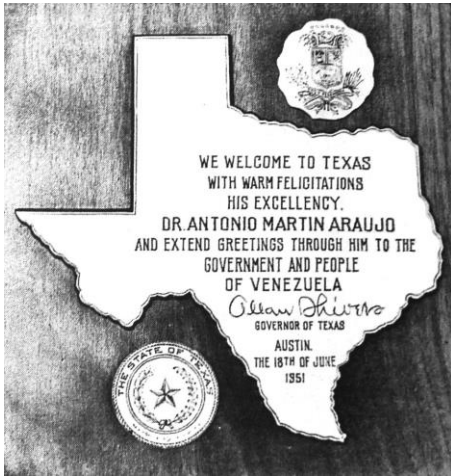 WE WELCOME TO TEXAS
WITH WARM FELICITATIONS
HIS EXCELLENCY,
DR. ANTONIO MARTIN ARAUJO
AND EXTEND GREETINGS THROUGH HIM TO THE
GOVERNMENT AND PEOPLE
OF VENEZUELA
Allan Shivers
GOVERNOR OF TEXAS
AUSTIN.
THE 18TH OF JUNE
1951
THE STATE OF TEXAS